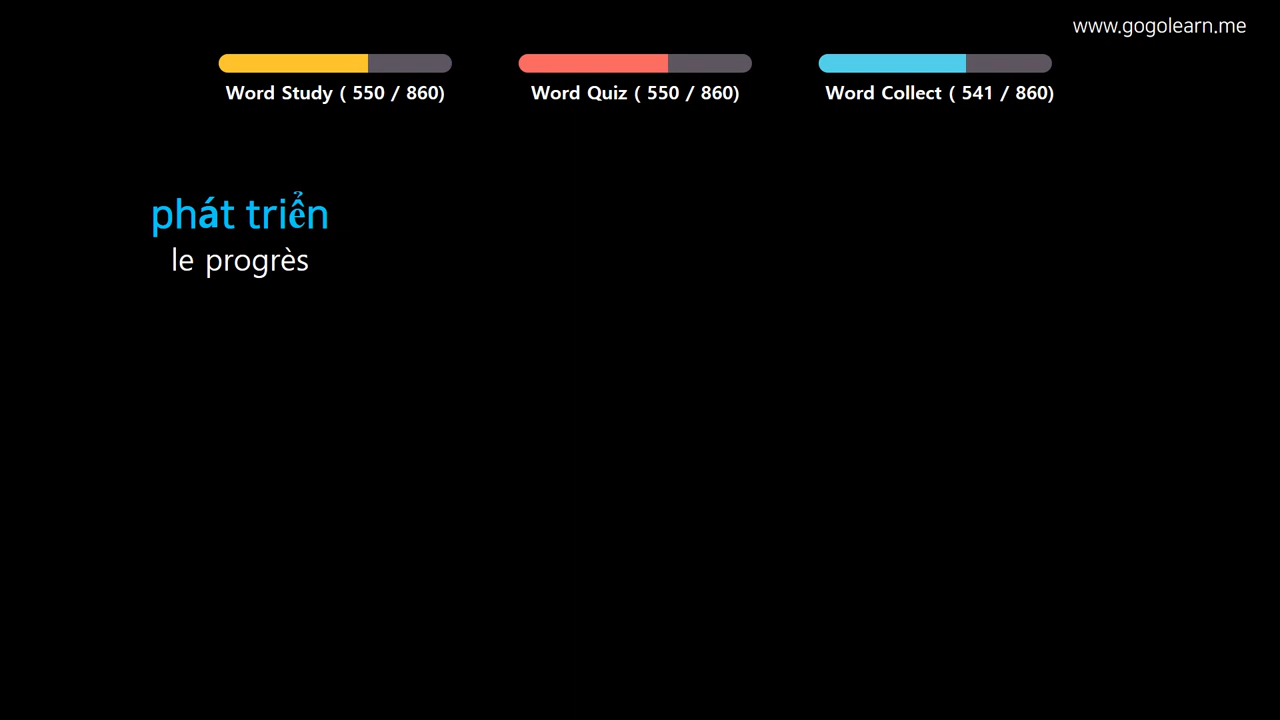 www.gogolearn.me
Word Study ( 550 / 860)
Word Quiz ( 550 / 860)
Word Collect ( 541 / 860)
phát triển
le progrès